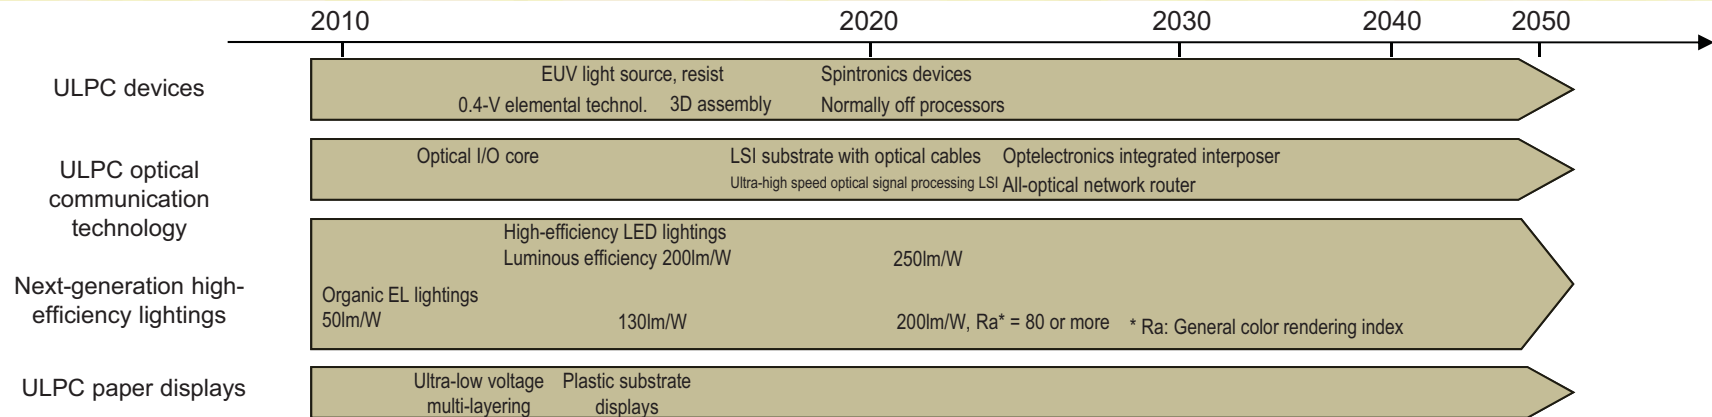 2010 2020 2030 2040 2050
ULPC devices
EUV light source, resist Spintronics devices
0.4-V elemental technol. 3D assembly Normally off processors
ULPC optical
communication
technology
Optical I/O core LSI substrate with optical cables Optelectronics integrated interposer
Ultra-high speed optical signal processing LSI All-optical network router
Next-generation high-
efficiency lightings
High-efficiency LED lightings
Luminous efficiency 200lm/W 250lm/W
Organic EL lightings
50lm/W 130lm/W 200lm/W, Ra* = 80 or more * Ra: General color rendering index
ULPC paper displays
Ultra-low voltage Plastic substrate
multi-layering displays